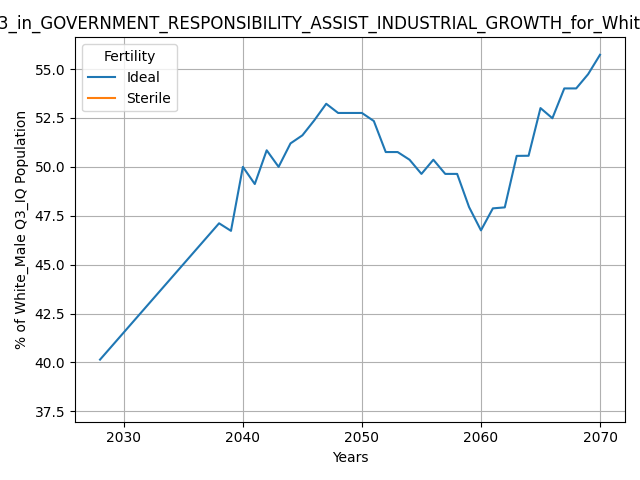 3_in_GOVERNMENT_RESPONSIBILITY_ASSIST_INDUSTRIAL_GROWTH_for_Whit
Fertility
Ideal
Sterile
% of White_Male Q3_IQ Population
55.0
52.5
50.0
47.5
45.0
42.5
40.0
37.5
2030
2040
2050
2060
2070
Years